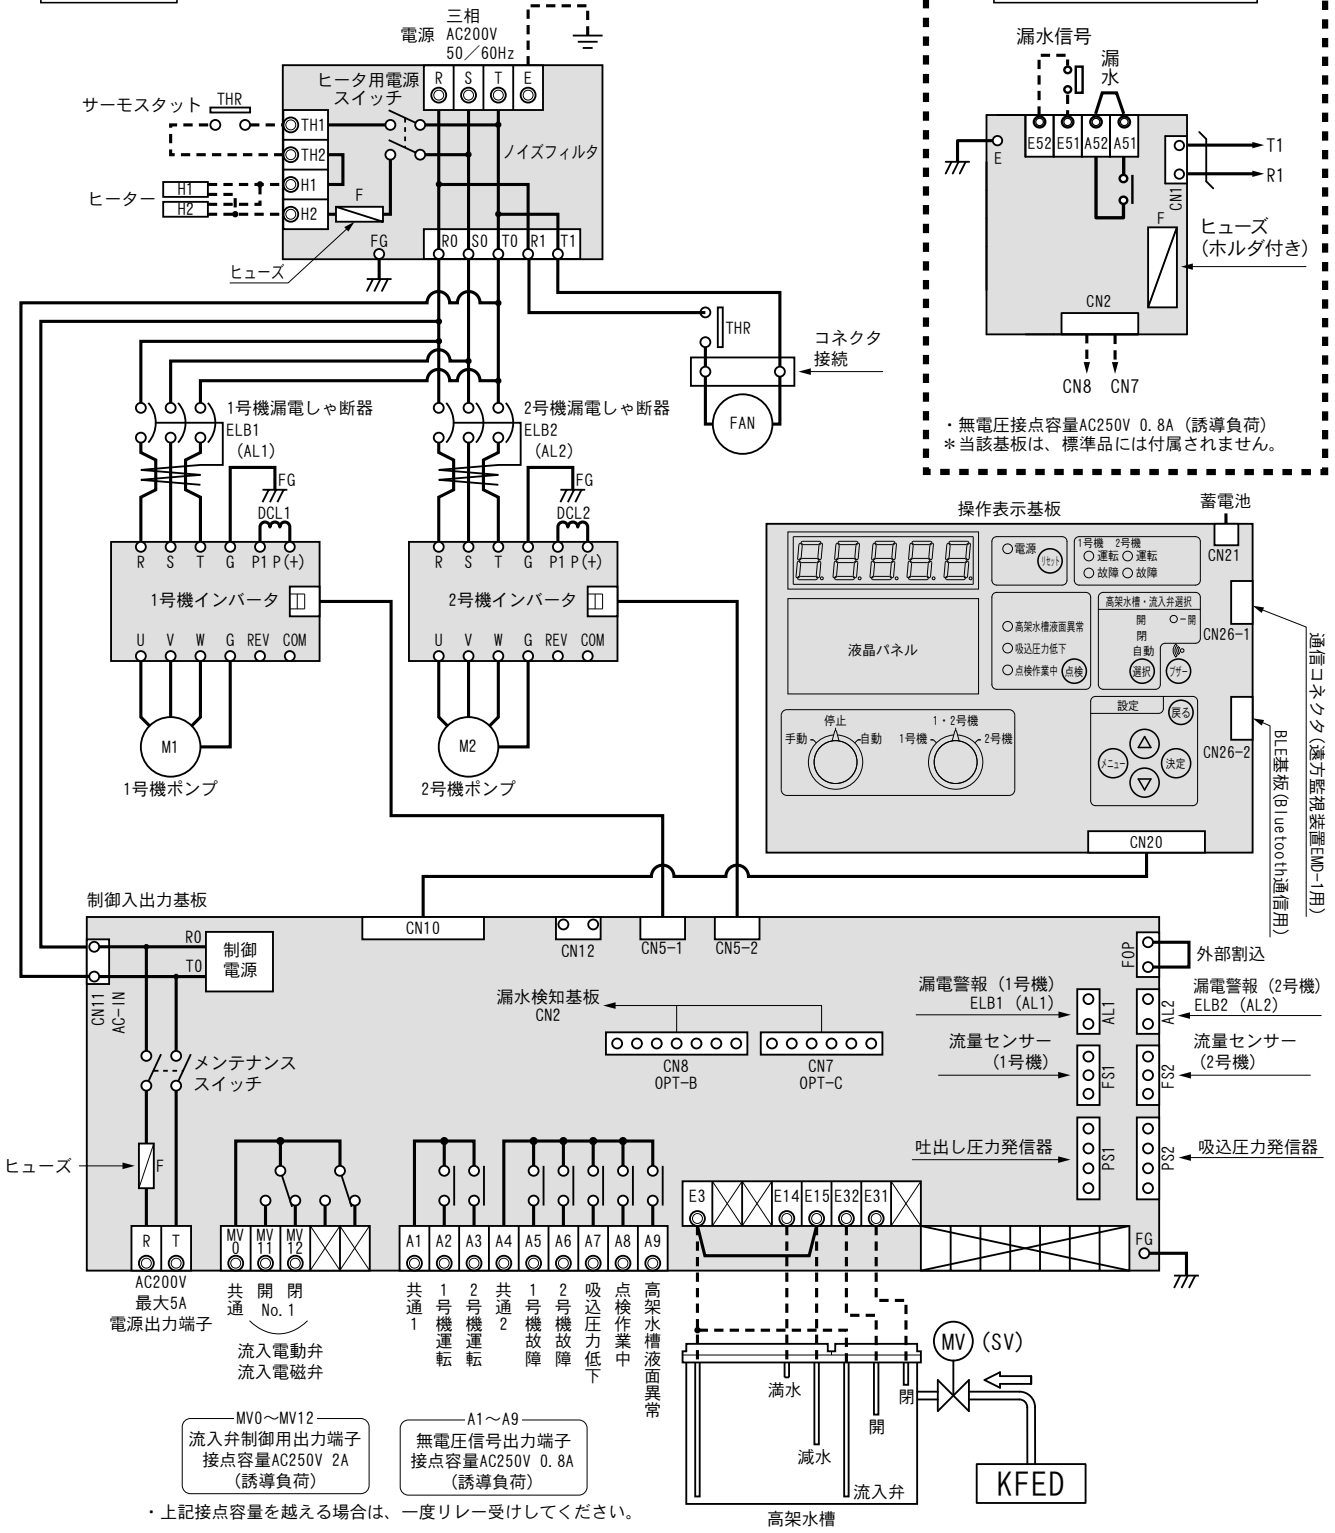 三相
電源 AC200V
50／60Hz
ヒータ用電源
スイッチ
R S T E
サーモスタット THR
TH1
TH2
H1
H2
ノイズフィルタ
ヒーター H1
H2
F
FG
R0 S0 T0 R1 T1
ヒューズ
THR
コネクタ
接続
FAN
漏水信号
漏水
E52 E51 A52 A51
E
CN1
T1
R1
F
ヒューズ
(ホルダ付き)
CN2
CN8 CN7
・無電圧接点容量AC250V 0.8A（誘導負荷）
＊当該基板は、標準品には付属されません。
1号機漏電しゃ断器
ELB1
(AL1)
2号機漏電しゃ断器
ELB2
(AL2)
FG
DCL1
FG
DCL2
R S T G P1 P(+)
1号機インバータ
U V W G REV COM
M1
1号機ポンプ
R S T G P1 P(+)
2号機インバータ
U V W G REV COM
M2
2号機ポンプ
操作表示基板
蓄電池
CN21
8.8.8.8.8.
電源
リセット
1号機 2号機
運転 運転
故障 故障
液晶パネル
高架水槽液面異常
吸込圧力低下
点検作業中 点検
高架水槽・流入弁選択
開 －開
閉
自動
選択 ブザー
CN26-1
通信コネクタ(遠方監視装置EMD-1用)
CN26-2
BLE基板(Bluetooth通信用)
停止
手動 自動
1・2号機
1号機 2号機
設定
戻る
メニュー
決定
△
▽
CN20
制御入出力基板
CN10
CN12
CN5-1
CN5-2
R0
T0
制御
電源
CN11
AC-IN
漏水検知基板
CN2
CN8
OPT-B
CN7
OPT-C
メンテナンス
スイッチ
ヒューズ
F
FOP
外部割込
漏電警報（1号機）
ELB1（AL1）
AL1
AL2
漏電警報（2号機）
ELB2（AL2）
流量センサー
(1号機)
FS1
FS2
流量センサー
(2号機)
吐出し圧力発信器
PS1
PS2
吸込圧力発信器
R T
AC200V
最大5A
電源出力端子
MV0 MV11 MV12
共通 開 閉
No.1
流入電動弁
流入電磁弁
A1 A2 A3 A4 A5 A6 A7 A8 A9
共通1
1号機運転
2号機運転
共通2
1号機故障
2号機故障
吸込圧力低下
点検作業中
高架水槽液面異常
E3 E14 E15 E32 E31
FG
MV (SV)
満水
減水
閉
開
流入弁
高架水槽
KFED
MV0～MV12
流入弁制御用出力端子
接点容量AC250V 2A
(誘導負荷)
A1～A9
無電圧信号出力端子
接点容量AC250V 0.8A
(誘導負荷)
・上記接点容量を越える場合は、一度リレー受けしてください。